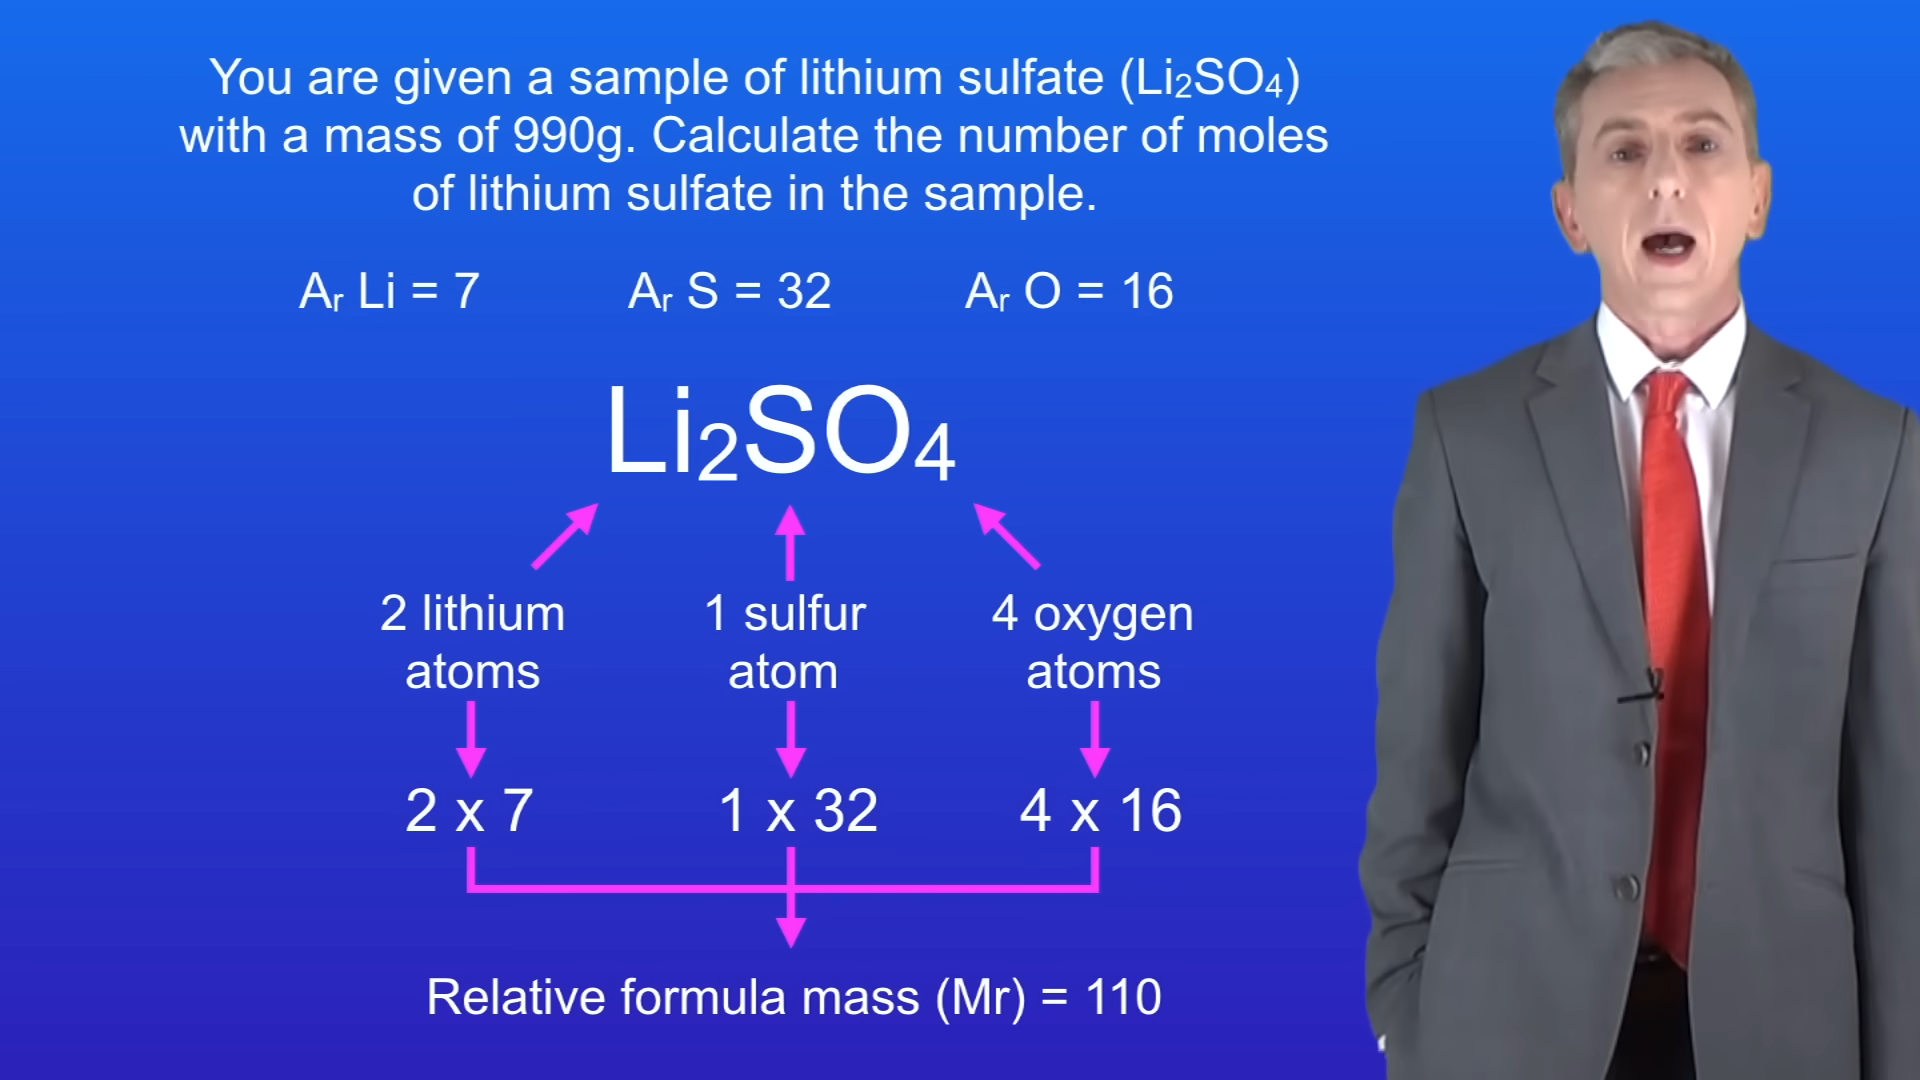 You are given a sample of lithium sulfate (Li₂SO₄)
with a mass of 990g. Calculate the number of moles
of lithium sulfate in the sample.
Aᵣ Li = 7 Aᵣ S = 32 Aᵣ O = 16
Li₂SO₄
2 lithium 1 sulfur 4 oxygen
atoms atom atoms
2 x 7 1 x 32 4 x 16
Relative formula mass (Mr) = 110